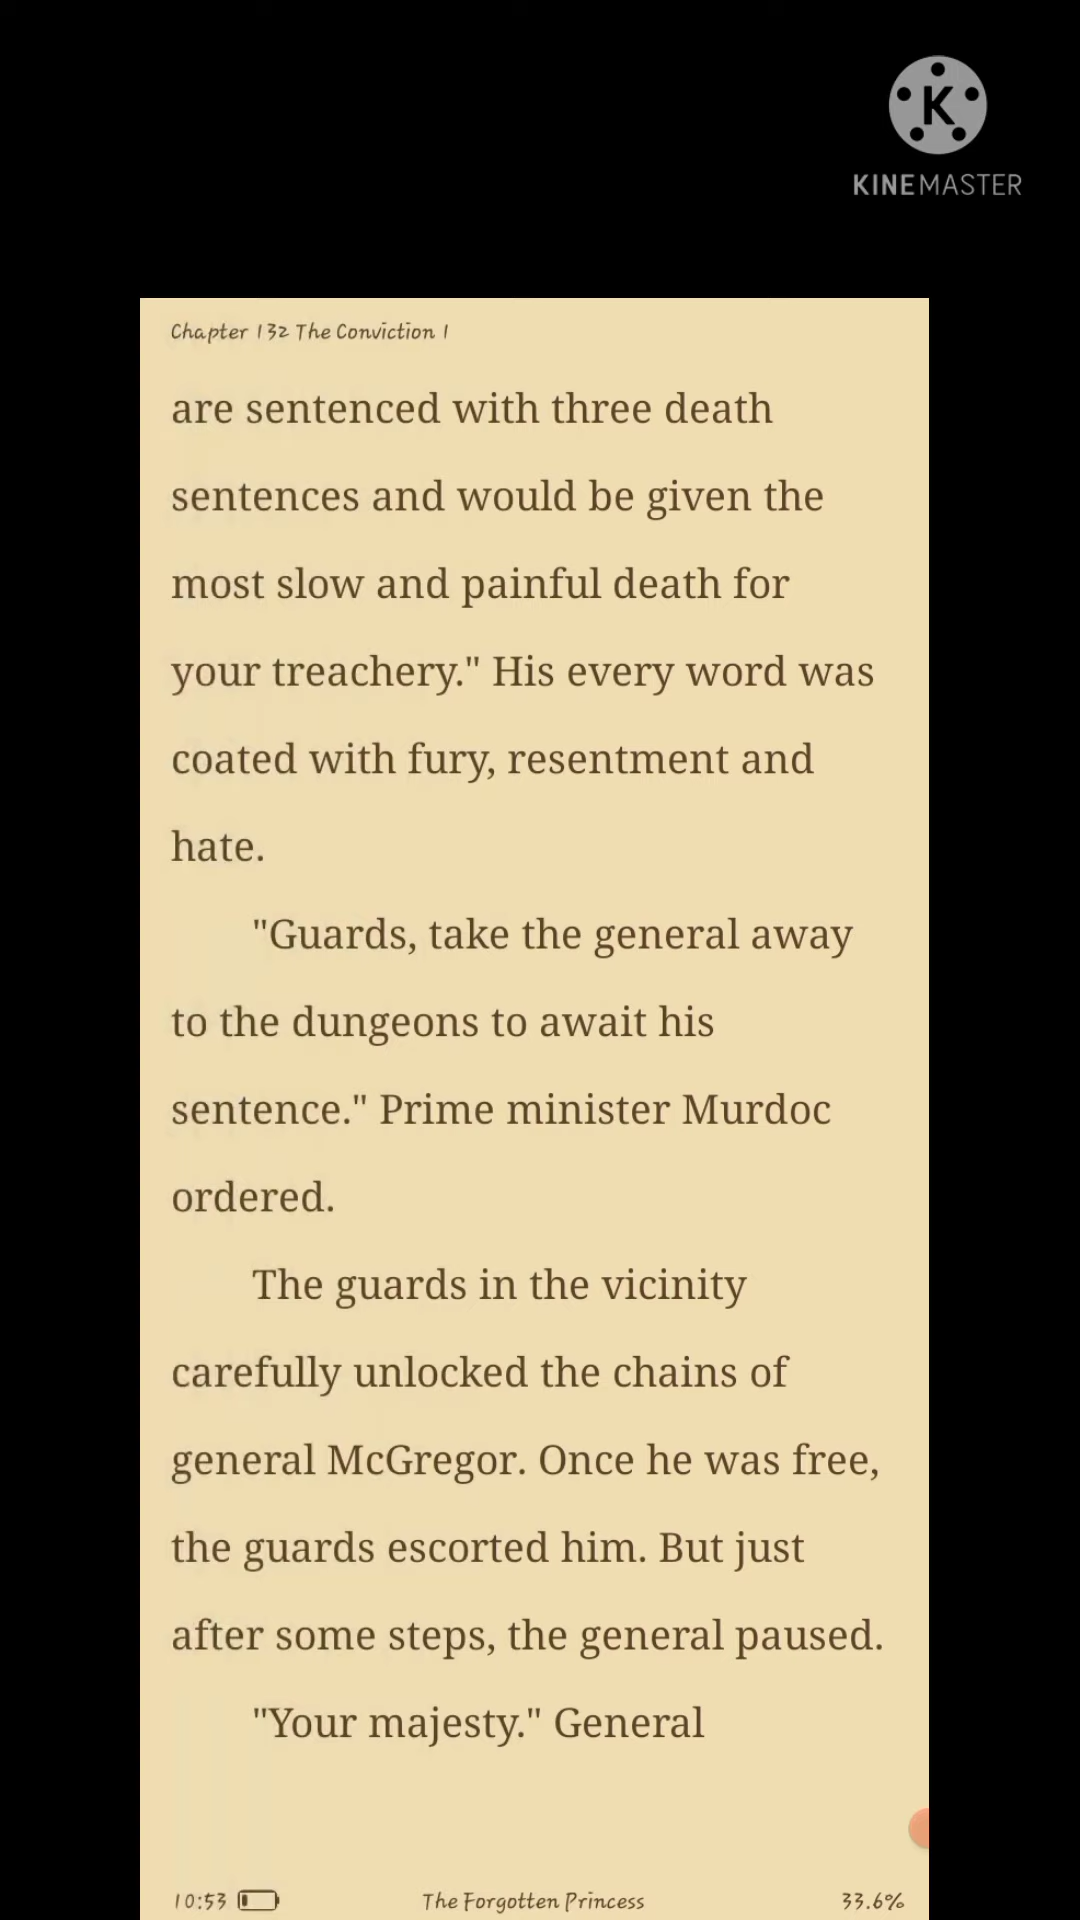 K
KINEMASTER
Chapter 132 The Conviction 1
are sentenced with three death
sentences and would be given the
most slow and painful death for
your treachery." His every word was
coated with fury, resentment and
hate.
"Guards, take the general away
to the dungeons to await his
sentence." Prime minister Murdoc
ordered.
The guards in the vicinity
carefully unlocked the chains of
general McGregor. Once he was free,
the guards escorted him. But just
after some steps, the general paused.
"Your majesty." General
10:53 The Forgotten Princess 33.6%